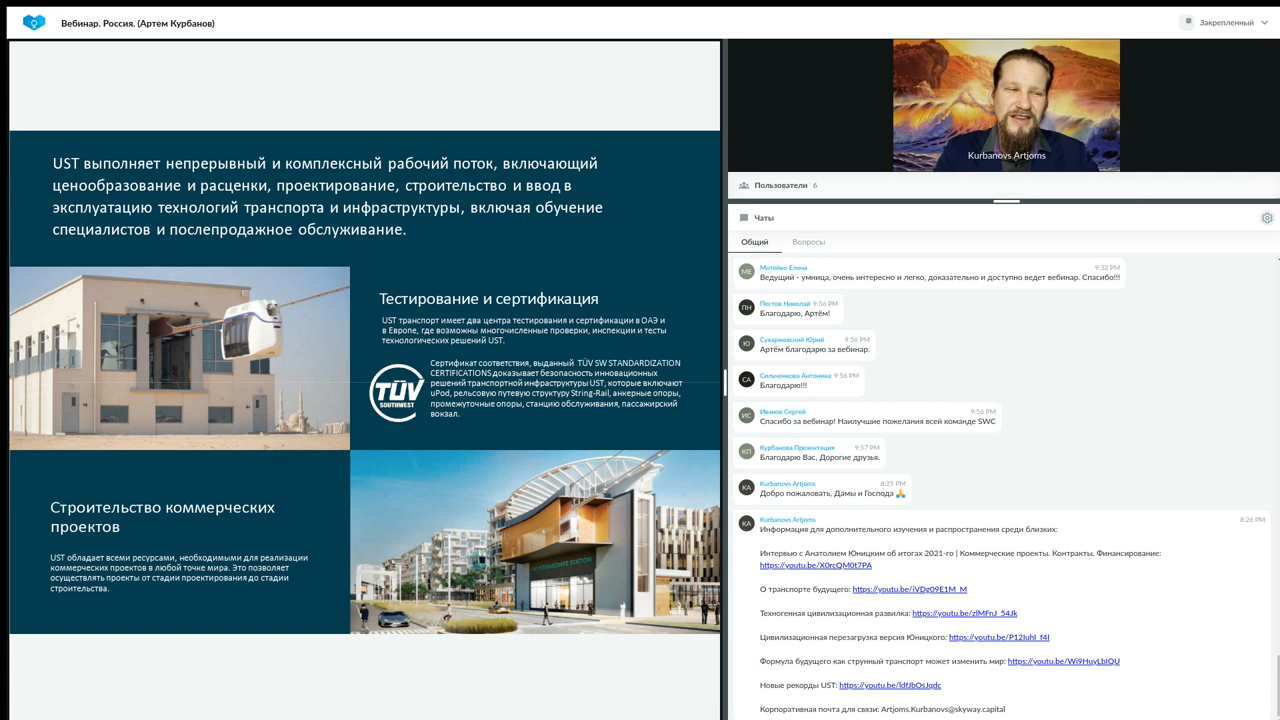 Вебинар. Россия. (Артем Курбанов)
Закрепленный
UST выполняет непрерывный и комплексный рабочий поток, включающий
ценообразование и расценки, проектирование, строительство и ввод в
эксплуатацию технологий транспорта и инфраструктуры, включая обучение
специалистов и послепродажное обслуживание.
Тестирование и сертификация
UST транспорт имеет два центра тестирования и сертификации в ОАЭ и
в Европе, где возможны многочисленные проверки, инспекции и тесты
технологических решений UST.
TÜV
SOUTHWEST
Сертификат соответствия, выданный TÜV SW STANDARDIZATION
CERTIFICATIONS доказывает безопасность инновационных
решений транспортной инфраструктуры UST, которые включают
uPod, рельсовую путевую структуру String-Rail, анкерные опоры,
промежуточные опоры, станцию обслуживания, пассажирский
вокзал.
Строительство коммерческих
проектов
UST обладает всеми ресурсами, необходимыми для реализации
коммерческих проектов в любой точке мира. Это позволяет
осуществлять проекты от стадии проектирования до стадии
строительства.
INTERMEDIATE STATION
Kurbanovs Artjoms
Пользователи 6
Чаты
Общий Вопросы
МЕ Мотейко Елена 9:32 PM
Ведущий - умница, очень интересно и легко, доказательно и доступно ведет вебинар. Спасибо!!!
ПН Пестов Николай 9:56 PM
Благодарю, Артём!
Ю Сухаржевский Юрий 9:56 PM
Артём благодарю за вебинар.
СА Сильченкова Антонина 9:56 PM
Благодарю!!!
ИС Иванов Сергей 9:56 PM
Спасибо за вебинар! Наилучшие пожелания всей команде SWC
КП Курбанова Презентация 9:57 PM
Благодарю Вас, Дорогие друзья.
KA Kurbanovs Artjoms 8:25 PM
Добро пожаловать, Дамы и Господа 🙏
KA Kurbanovs Artjoms 8:26 PM
Информация для дополнительного изучения и распространения среди близких:
Интервью с Анатолием Юницким об итогах 2021-го | Коммерческие проекты. Контракты. Финансирование:
https://youtu.be/X0rcQM0t7PA
О транспорте будущего: https://youtu.be/iVDg09E1M_M
Техногенная цивилизационная развилка: https://youtu.be/zlMFnJ_54Jk
Цивилизационная перезагрузка версия Юницкого: https://youtu.be/P12Iuhl_f4I
Формула будущего как струнный транспорт может изменить мир: https://youtu.be/Wi9HuyLbIQU
Новые рекорды UST: https://youtu.be/ldfJbOsJqdc
Корпоративная почта для связи: Artjoms.Kurbanovs@skyway.capital